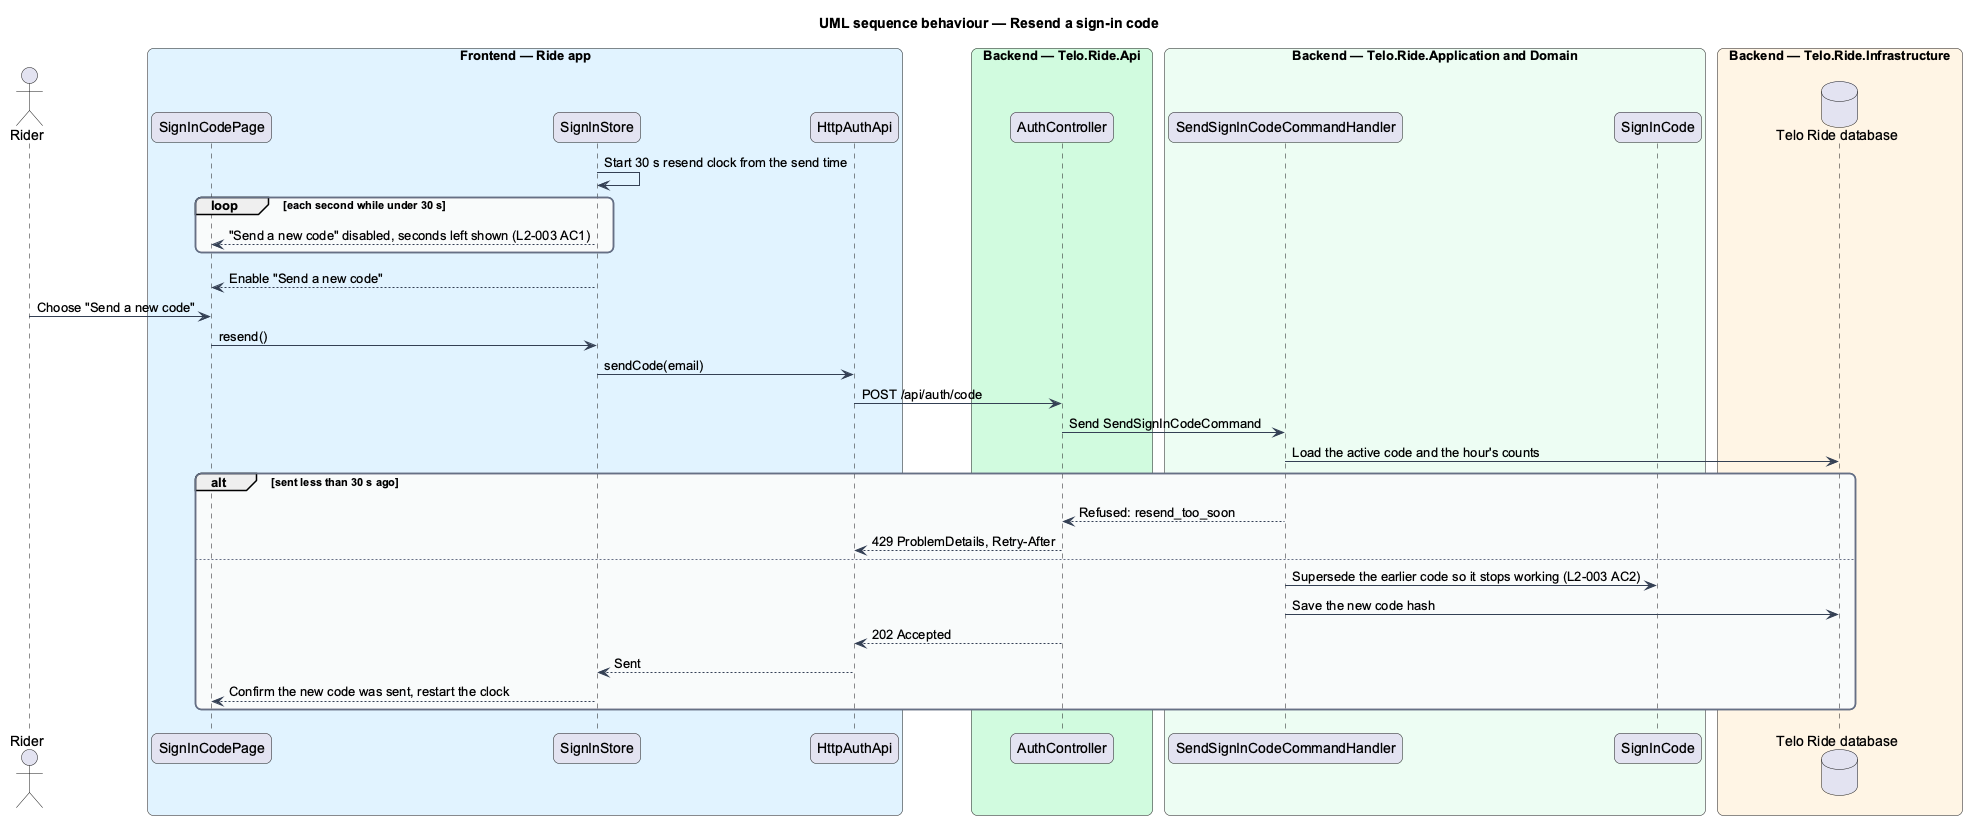 UML sequence behaviour — Resend a sign-in code
Frontend — Ride app
Backend — Telo.Ride.Api
Backend — Telo.Ride.Application and Domain
Backend — Telo.Ride.Infrastructure
Rider
SignInCodePage
SignInStore
HttpAuthApi
AuthController
SendSignInCodeCommandHandler
SignInCode
Telo Ride database
Start 30 s resend clock from the send time
loop
[each second while under 30 s]
"Send a new code" disabled, seconds left shown (L2-003 AC1)
Enable "Send a new code"
Choose "Send a new code"
resend()
sendCode(email)
POST /api/auth/code
Send SendSignInCodeCommand
Load the active code and the hour's counts
alt
[sent less than 30 s ago]
Refused: resend_too_soon
429 ProblemDetails, Retry-After
Supersede the earlier code so it stops working (L2-003 AC2)
Save the new code hash
202 Accepted
Sent
Confirm the new code was sent, restart the clock
Rider
SignInCodePage
SignInStore
HttpAuthApi
AuthController
SendSignInCodeCommandHandler
SignInCode
Telo Ride database